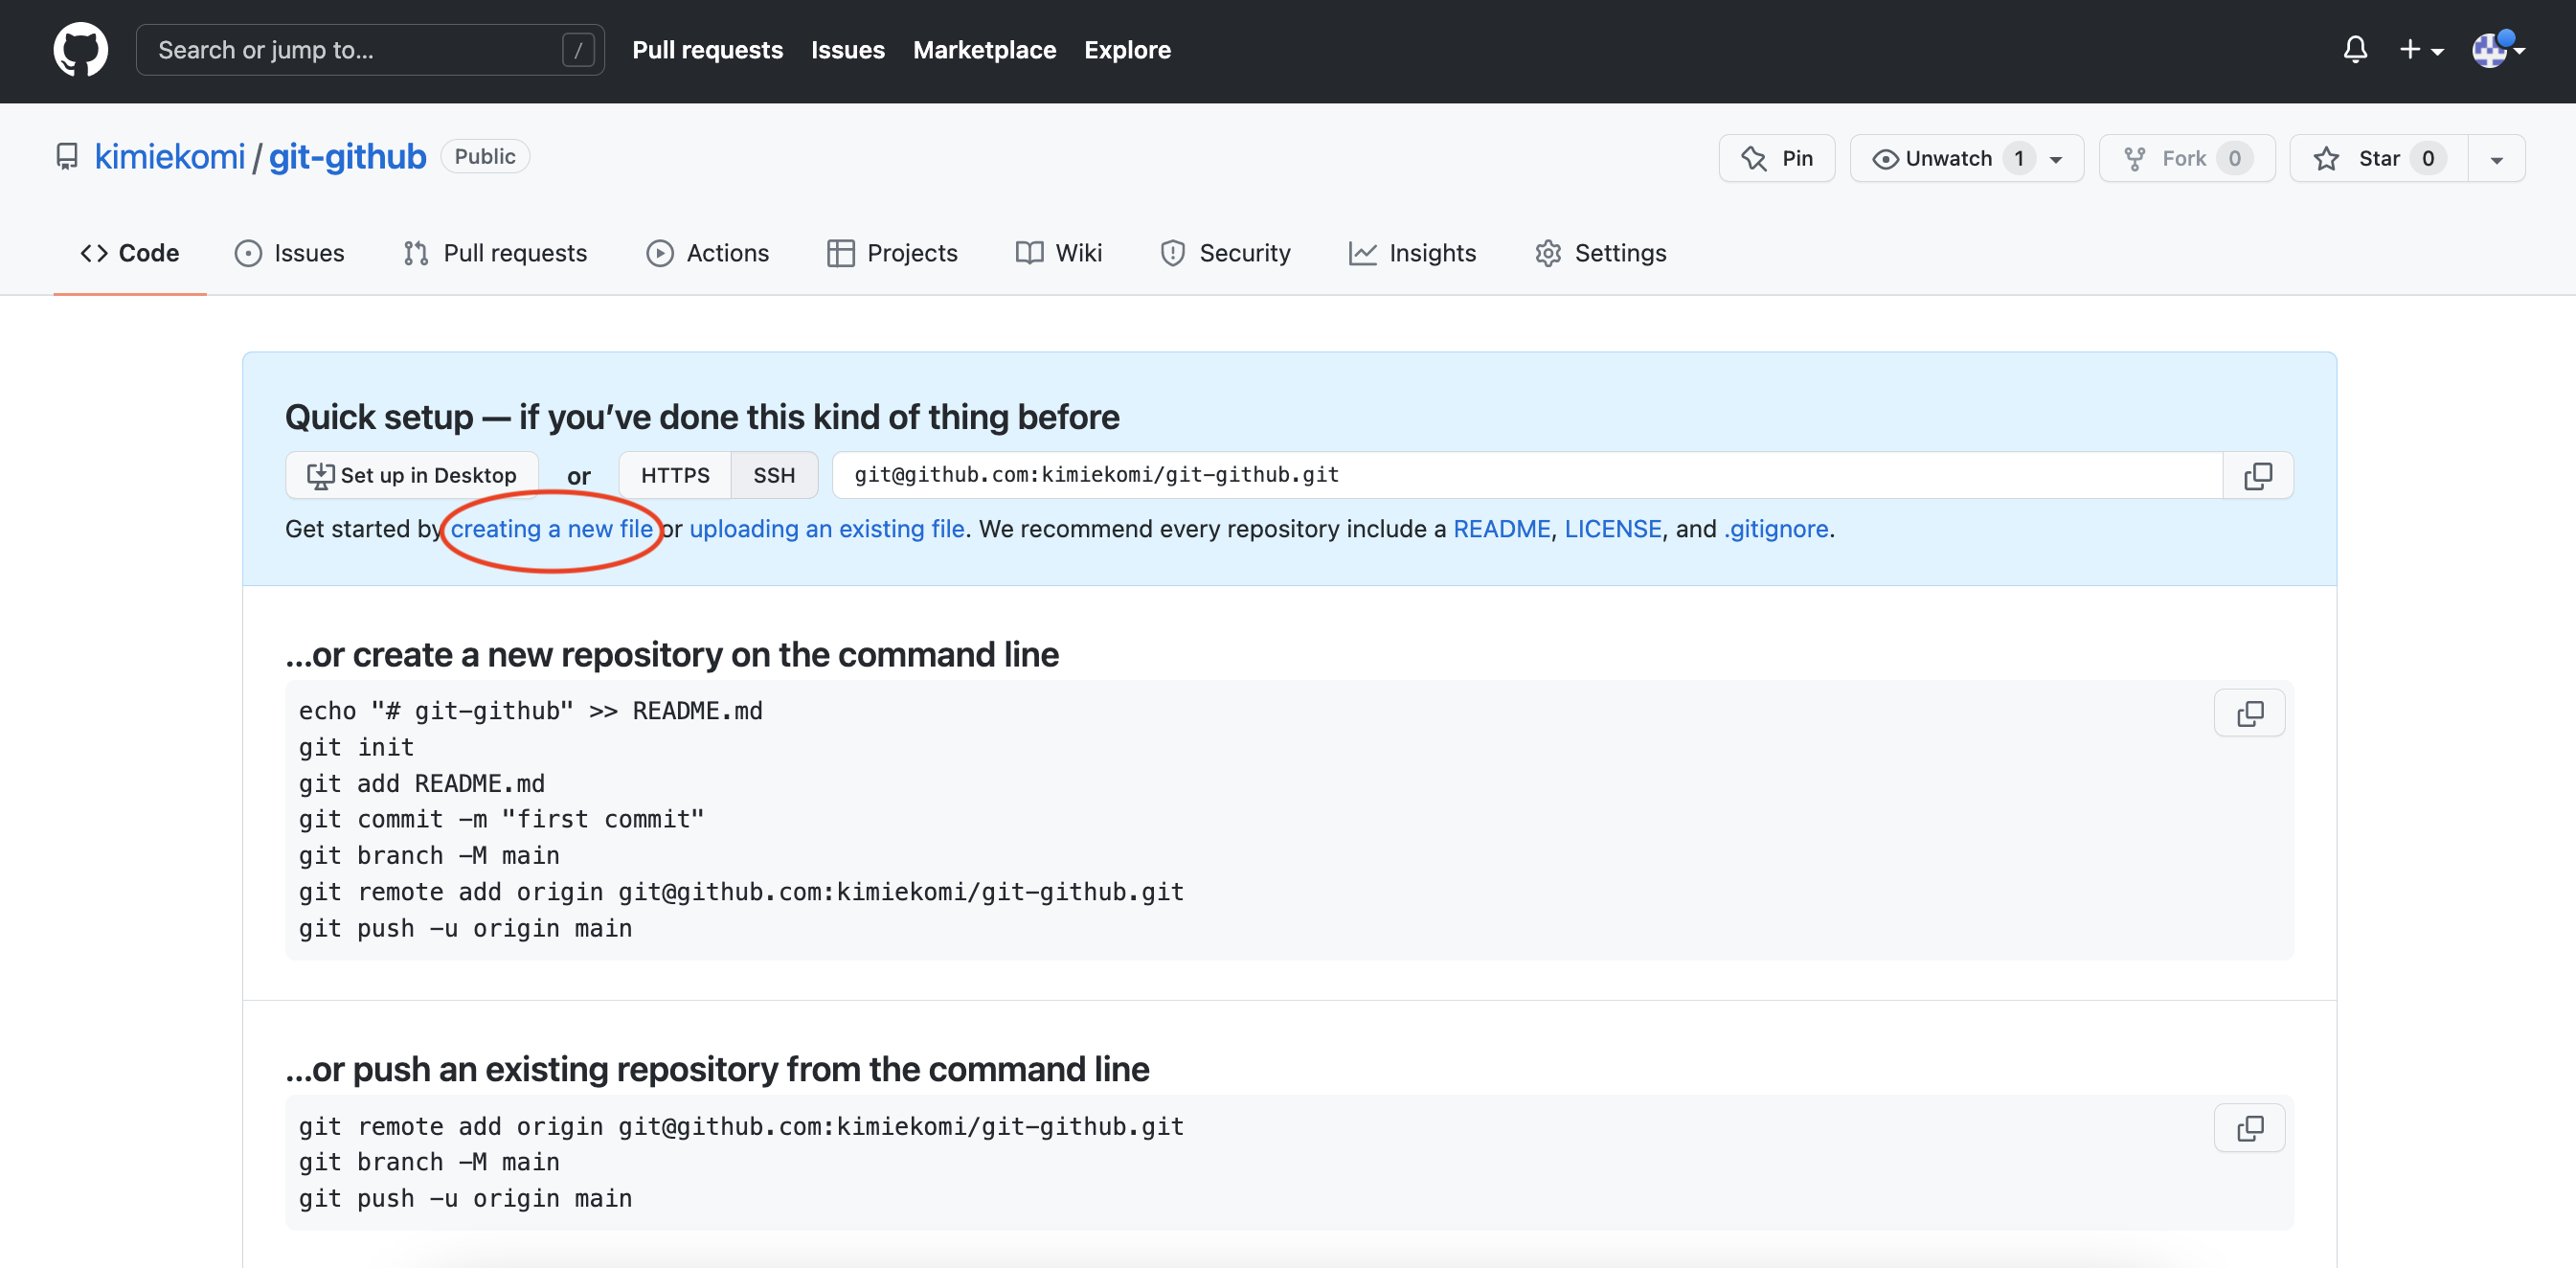 Search or jump to... / Pull requests Issues Marketplace Explore
kimiekomi / git-github Public Pin Unwatch 1 Fork 0 Star 0
Code Issues Pull requests Actions Projects Wiki Security Insights Settings
Quick setup — if you’ve done this kind of thing before
Set up in Desktop or HTTPS SSH git@github.com:kimiekomi/git-github.git
Get started by creating a new file or uploading an existing file. We recommend every repository include a README, LICENSE, and .gitignore.
...or create a new repository on the command line
echo "# git-github" >> README.md
git init
git add README.md
git commit -m "first commit"
git branch -M main
git remote add origin git@github.com:kimiekomi/git-github.git
git push -u origin main
...or push an existing repository from the command line
git remote add origin git@github.com:kimiekomi/git-github.git
git branch -M main
git push -u origin main